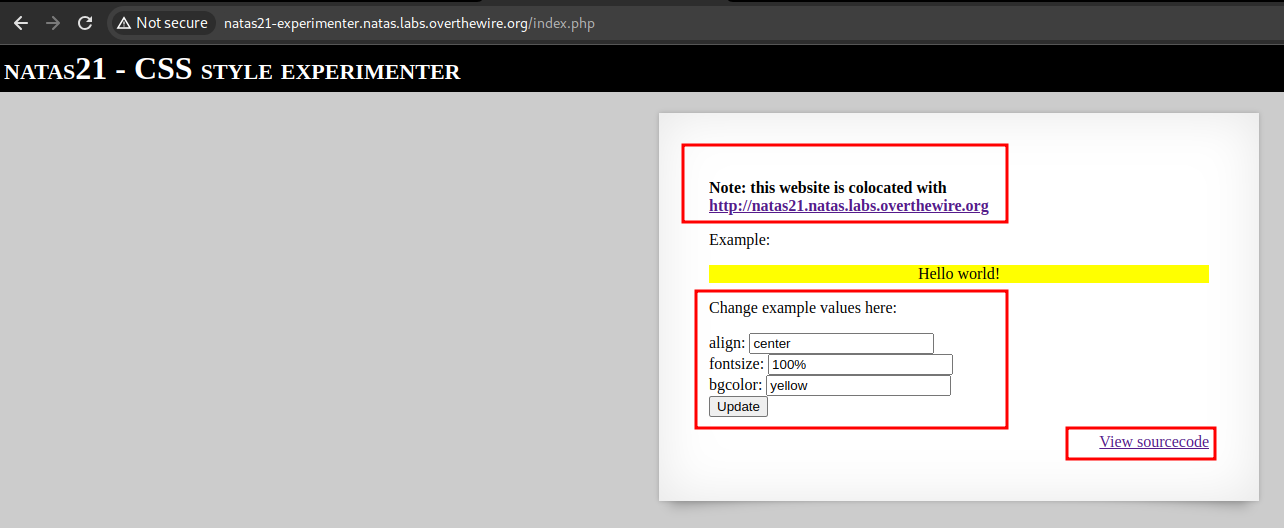 Not secure natas21-experimenter.natas.labs.overthewire.org/index.php
natas21 - CSS style experimenter
Note: this website is colocated with
http://natas21.natas.labs.overthewire.org
Example:
Hello world!
Change example values here:
align: center
fontsize: 100%
bgcolor: yellow
Update
View sourcecode